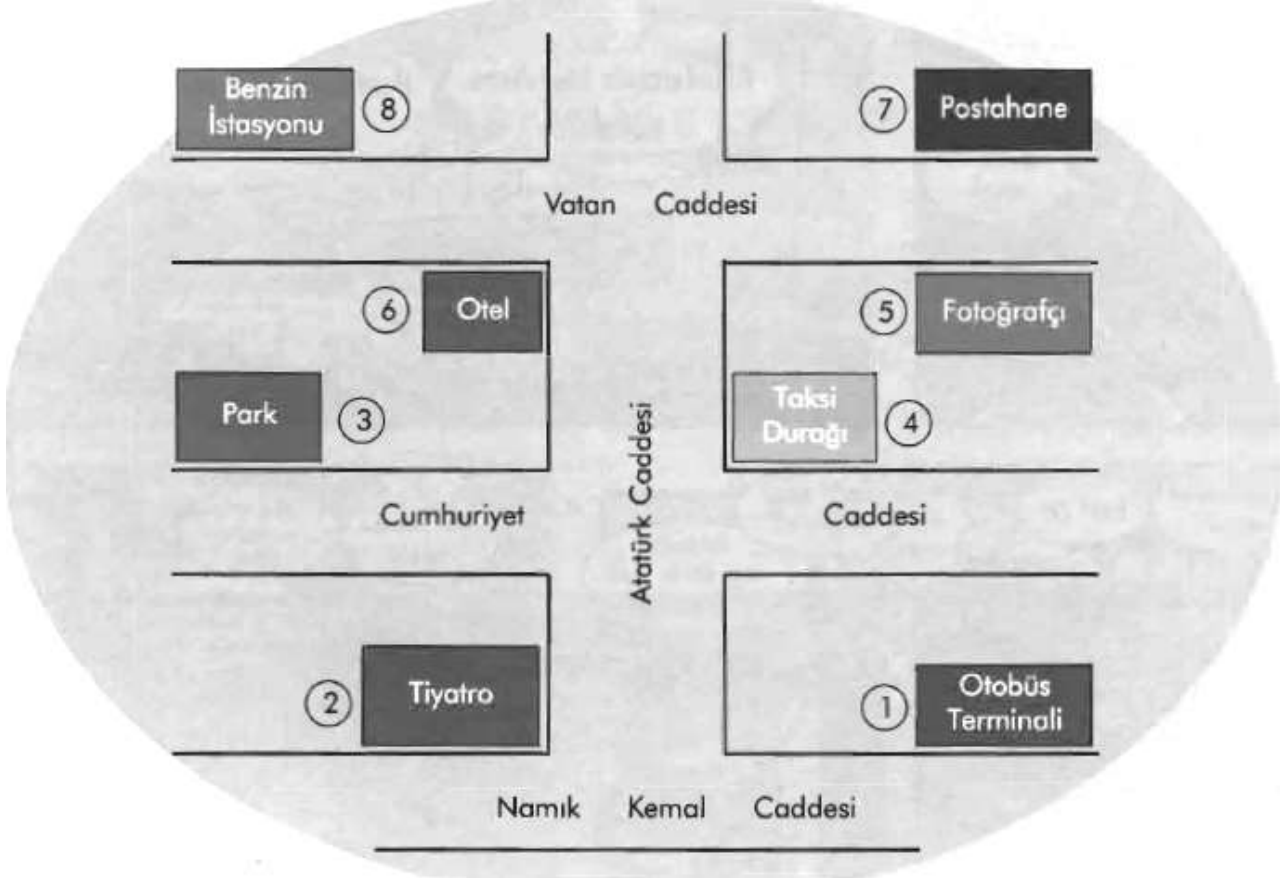 Benzin
İstasyonu
8
7
Postahane
Vatan Caddesi
6
Otel
5
Fotoğrafçı
Park
3
Taksi
Durağı
4
Atatürk Caddesi
Cumhuriyet
Caddesi
2
Tiyatro
1
Otobüs
Terminali
Namık Kemal Caddesi